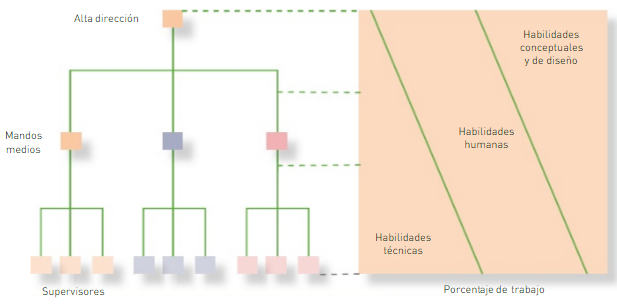 Alta dirección
Habilidades
conceptuales
y de diseño
Mandos
medios
Habilidades
humanas
Habilidades
técnicas
Supervisores
Porcentaje de trabajo